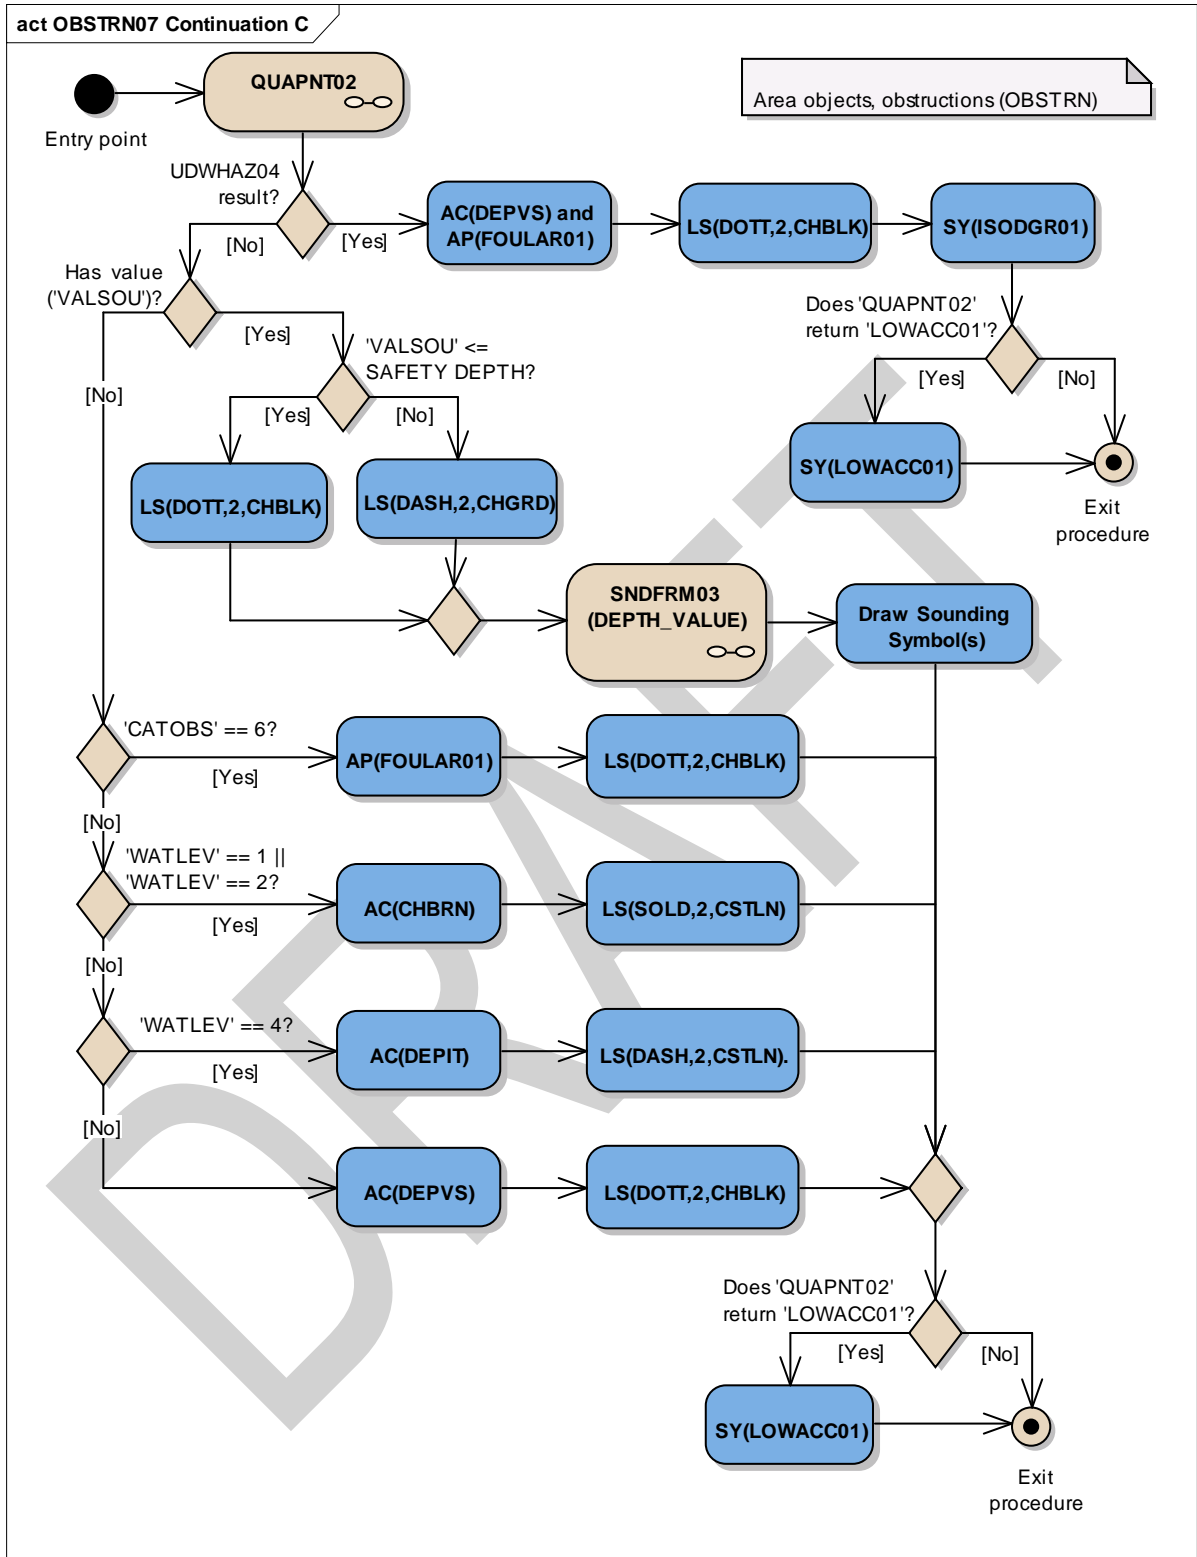 act OBSTRN07 Continuation C
QUAPNT02
Area objects, obstructions (OBSTRN)
Entry point
UDWHAZ04
result?
[No]
[Yes]
AC(DEPVS) and
AP(FOULAR01)
LS(DOTT,2,CHBLK)
SY(ISODGR01)
Has value
('VALSOU')?
[Yes]
[No]
'VALSOU' <=
SAFETY DEPTH?
[Yes]
[No]
Does 'QUAPNT02'
return 'LOWACC01'?
[Yes]
[No]
LS(DOTT,2,CHBLK)
LS(DASH,2,CHGRD)
SY(LOWACC01)
Exit
procedure
SNDFRM03
(DEPTH_VALUE)
Draw Sounding
Symbol(s)
'CATOBS' == 6?
[Yes]
AP(FOULAR01)
LS(DOTT,2,CHBLK)
[No]
'WATLEV' == 1 ||
'WATLEV' == 2?
[Yes]
AC(CHBRN)
LS(SOLD,2,CSTLN)
[No]
'WATLEV' == 4?
[Yes]
AC(DEPIT)
LS(DASH,2,CSTLN).
[No]
AC(DEPVS)
LS(DOTT,2,CHBLK)
Does 'QUAPNT02'
return 'LOWACC01'?
[Yes]
[No]
SY(LOWACC01)
Exit
procedure
DRAFT